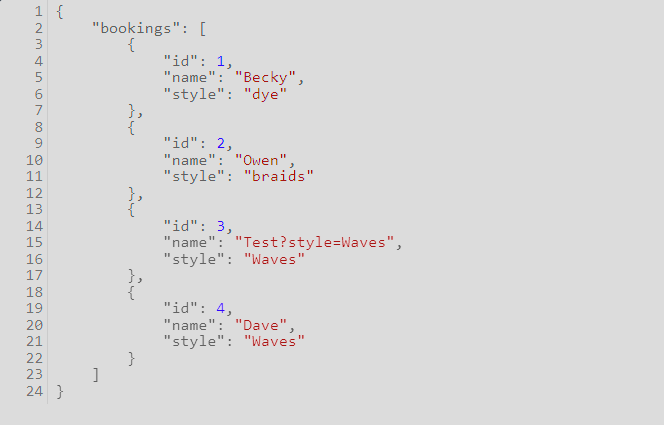 1 {
2     "bookings": [
3         {
4             "id": 1,
5             "name": "Becky",
6             "style": "dye"
7         },
8         {
9             "id": 2,
10             "name": "Owen",
11             "style": "braids"
12         },
13         {
14             "id": 3,
15             "name": "Test?style=Waves",
16             "style": "Waves"
17         },
18         {
19             "id": 4,
20             "name": "Dave",
21             "style": "Waves"
22         }
23     ]
24 }